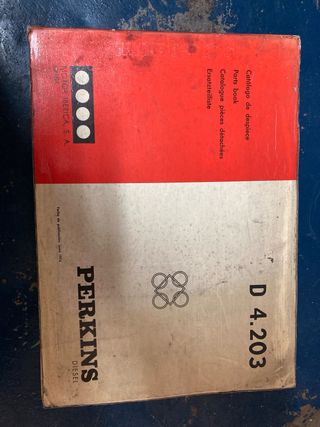 Catálogo de despiece
Parts book
Catalogue pièces détachées
Ersatzteilliste
MOTOR IBERICA, S. A.
D 4.203
PERKINS
DIESEL